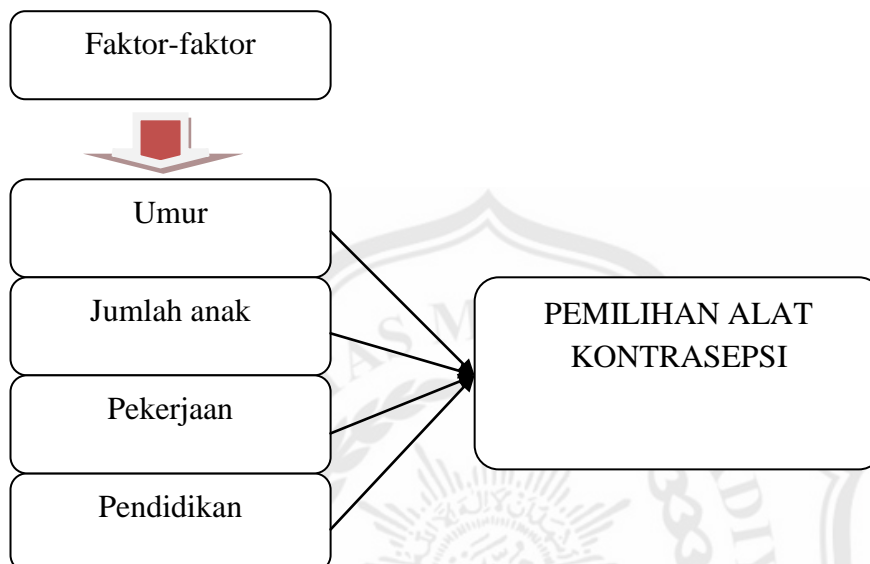 Faktor-faktor
Umur
Jumlah anak
Pekerjaan
Pendidikan
PEMILIHAN ALAT
KONTRASEPSI